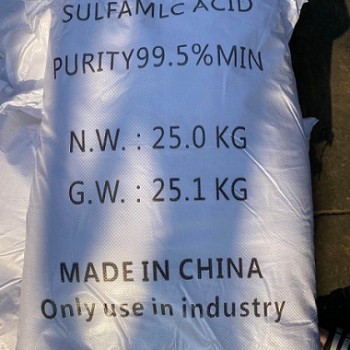 SULFAMLC ACID
PURITY99.5%MIN
N.W. : 25.0 KG
G.W. : 25.1 KG
MADE IN CHINA
Only use in industry